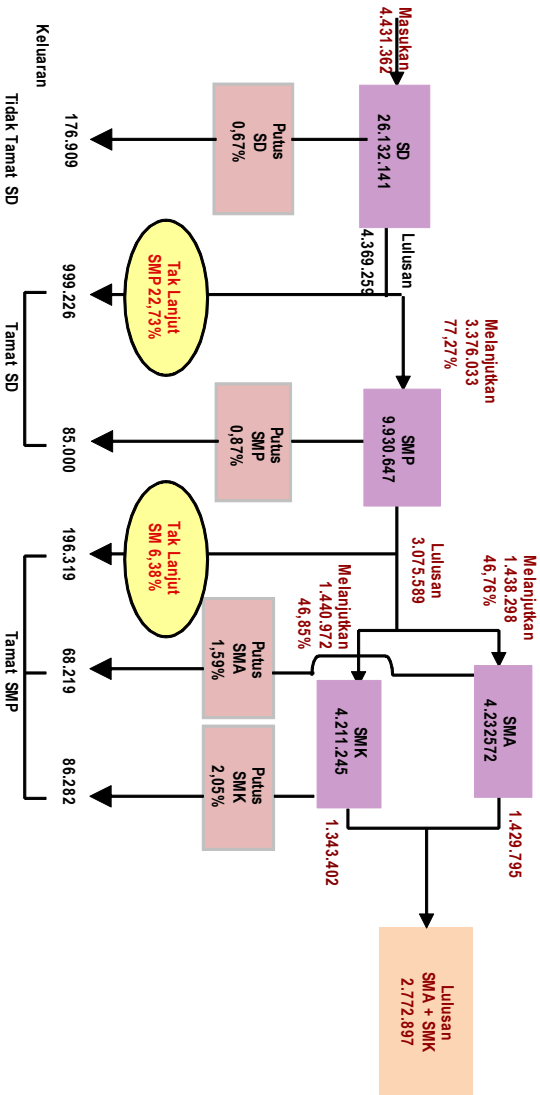 Masukan
4.431.362
SD
26.132.141
Lulusan
4.369.259
Melanjutkan
3.376.033
77,27%
SMP
9.930.647
Lulusan
3.075.589
Melanjutkan
1.438.298
46,76%
SMA
4.232572
1.429.795
Melanjutkan
1.440.972
46,85%
SMK
4.211.245
1.343.402
Lulusan
SMA + SMK
2.772.897
Putus
SD
0,67%
Tak Lanjut
SMP 22,73%
Putus
SMP
0,87%
Tak Lanjut
SM 6,38%
Putus
SMA
1,59%
Putus
SMK
2,05%
Keluaran
176.909
999.226
85.000
196.319
68.219
86.282
Tidak Tamat SD
Tamat SD
Tamat SMP